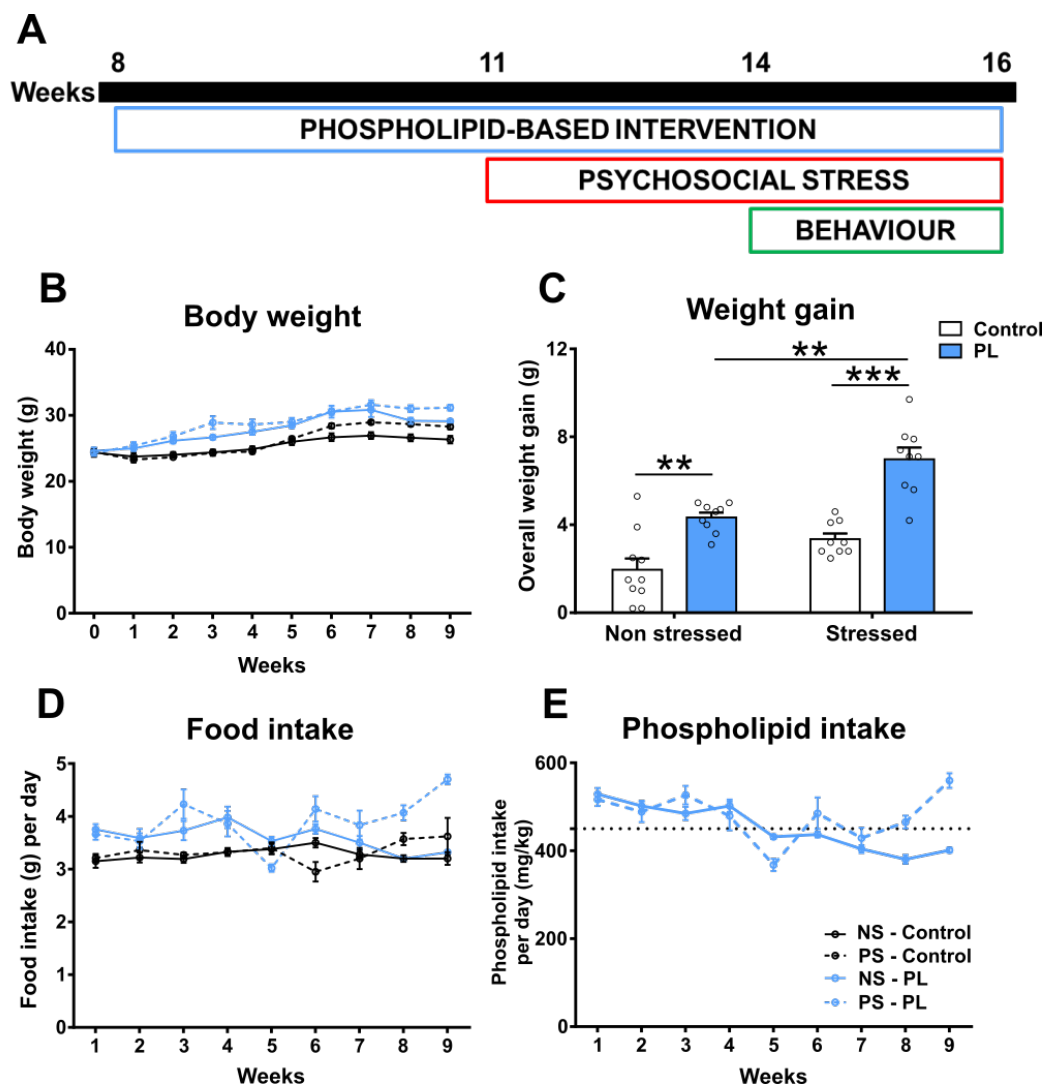 A
8 11 14 16
Weeks
PHOSPHOLIPID-BASED INTERVENTION
PSYCHOSOCIAL STRESS
BEHAVIOUR
B
Body weight
Body weight (g)
40
30
20
10
0
0 1 2 3 4 5 6 7 8 9
Weeks
C
Weight gain
Control
PL
Overall weight gain (g)
12
8
4
0
**
***
**
Non stressed Stressed
D
Food intake
Food intake (g) per day
5
4
3
2
1
0
1 2 3 4 5 6 7 8 9
Weeks
E
Phospholipid intake
Phospholipid intake
per day (mg/kg)
600
400
200
0
NS - Control
PS - Control
NS - PL
PS - PL
1 2 3 4 5 6 7 8 9
Weeks